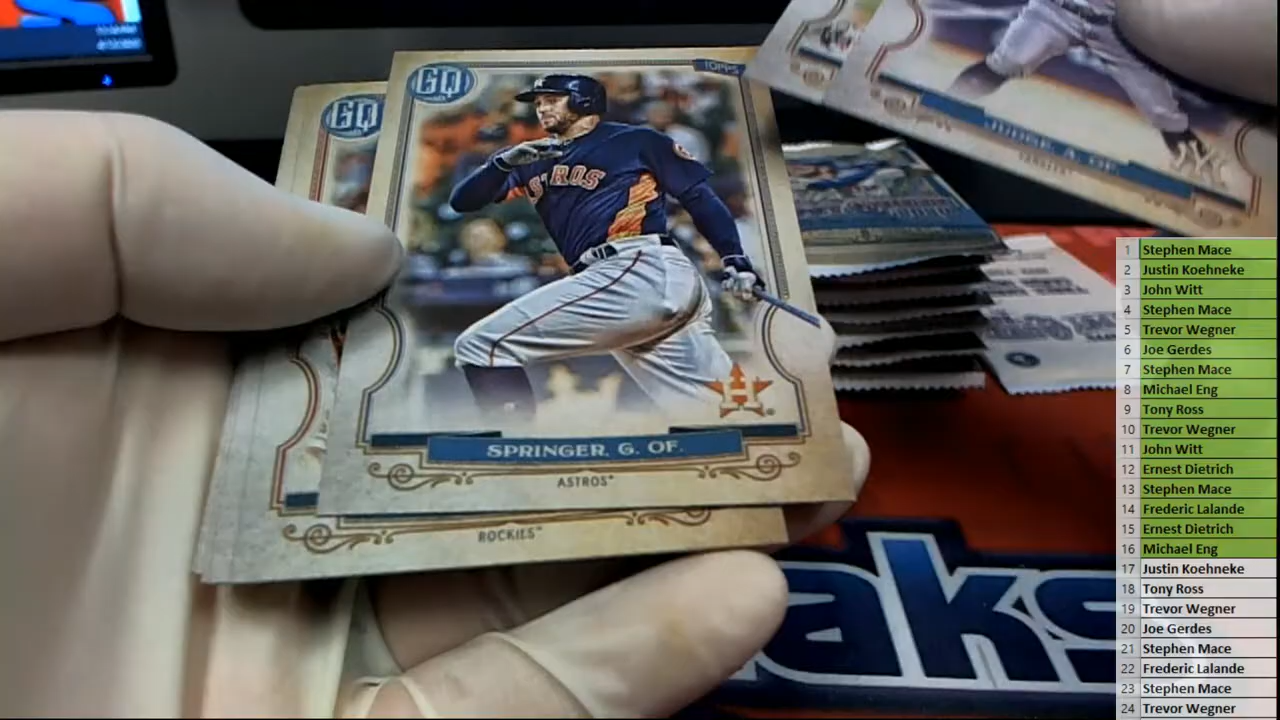 GQ
GQ
TOPPS
ASTROS
SPRINGER, G. OF.
ASTROS
ROCKIES
JUDGE, A. OF.
YANKEES
aks
1 Stephen Mace
2 Justin Koehneke
3 John Witt
4 Stephen Mace
5 Trevor Wegner
6 Joe Gerdes
7 Stephen Mace
8 Michael Eng
9 Tony Ross
10 Trevor Wegner
11 John Witt
12 Ernest Dietrich
13 Stephen Mace
14 Frederic Lalande
15 Ernest Dietrich
16 Michael Eng
17 Justin Koehneke
18 Tony Ross
19 Trevor Wegner
20 Joe Gerdes
21 Stephen Mace
22 Frederic Lalande
23 Stephen Mace
24 Trevor Wegner